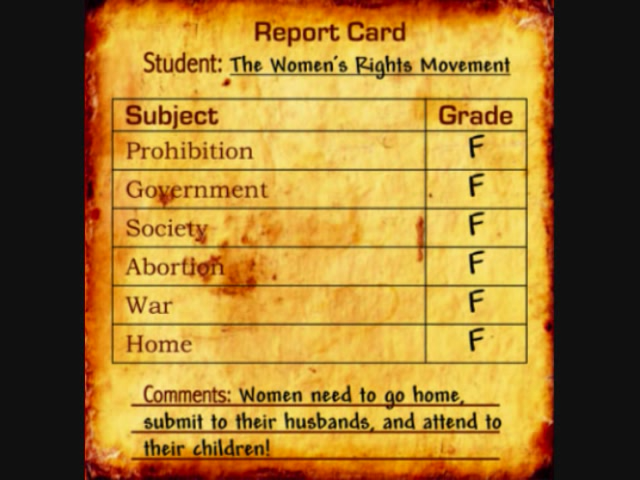 Report Card
Student: The Women's Rights Movement
Subject Grade
Prohibition F
Government F
Society F
Abortion F
War F
Home F
Comments: Women need to go home,
submit to their husbands, and attend to
their children!